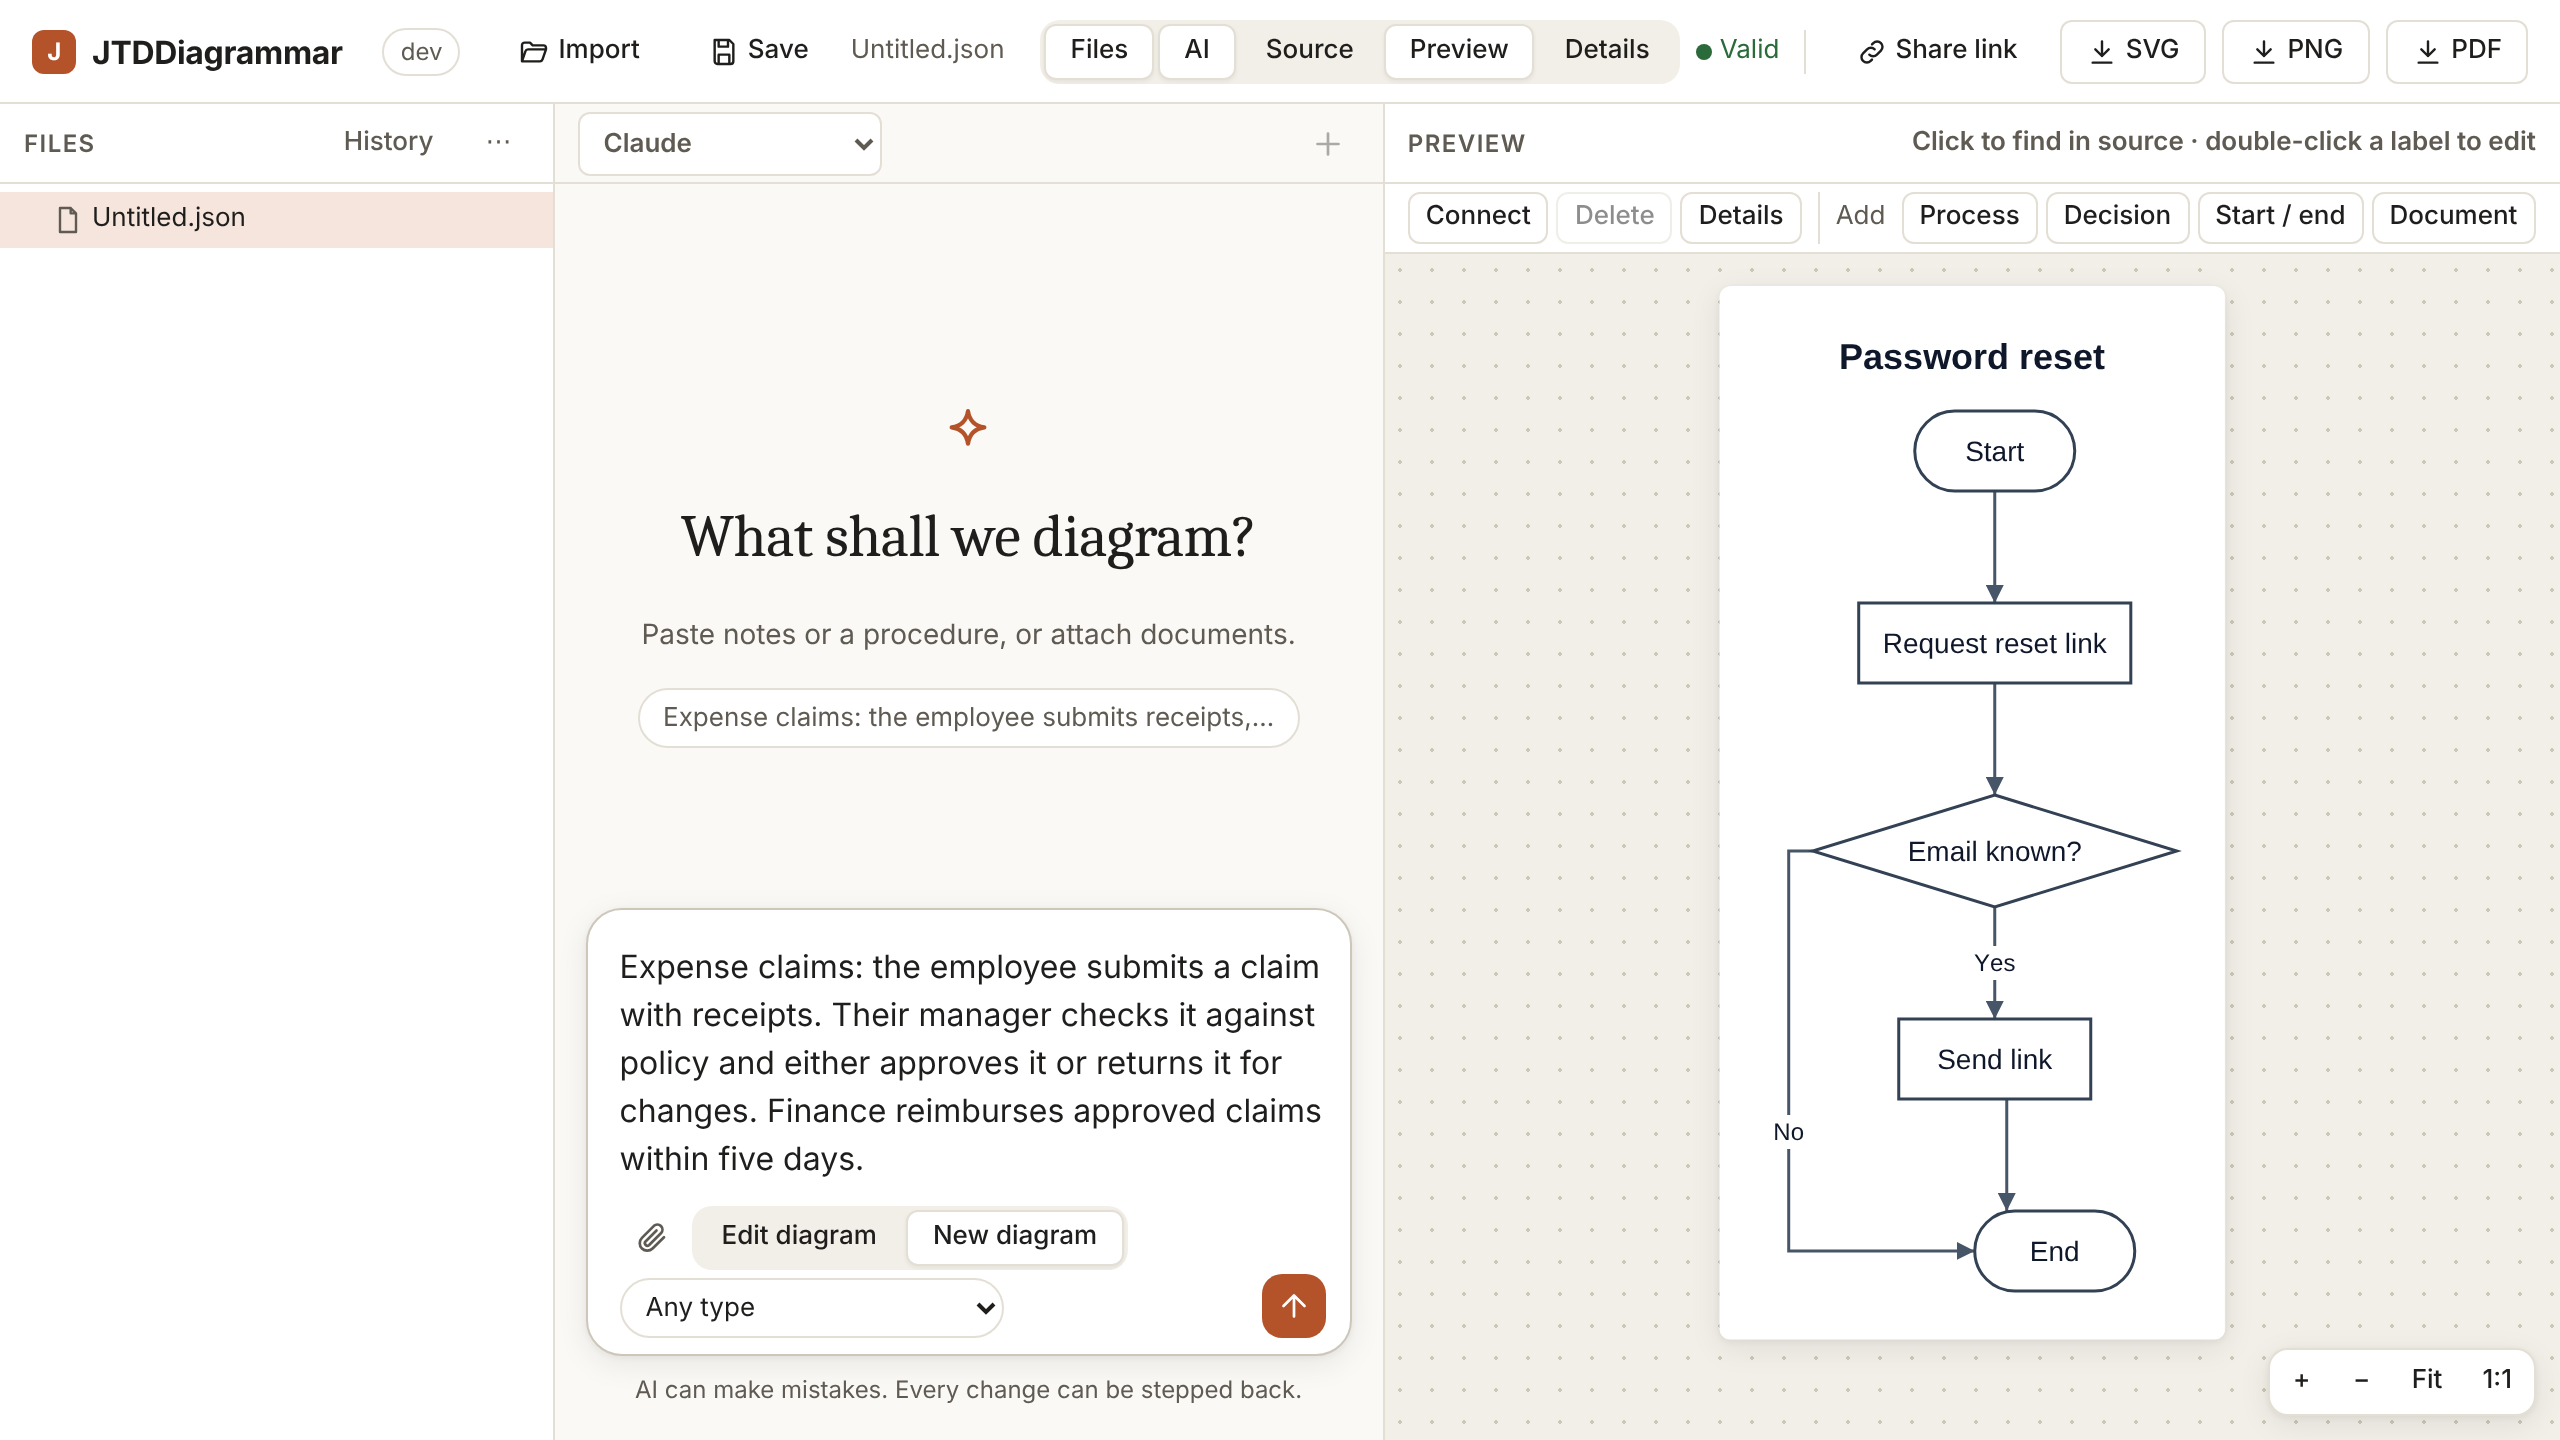 J JTDDiagrammar dev Import Save Untitled.json Files AI Source Preview Details Valid Share link SVG PNG PDF
FILES History ···
Untitled.json
Claude
What shall we diagram?
Paste notes or a procedure, or attach documents.
Expense claims: the employee submits receipts,...
Expense claims: the employee submits a claim
with receipts. Their manager checks it against
policy and either approves it or returns it for
changes. Finance reimburses approved claims
within five days.
Edit diagram New diagram
Any type
AI can make mistakes. Every change can be stepped back.
PREVIEW Click to find in source · double-click a label to edit
Connect Delete Details Add Process Decision Start / end Document
Password reset
Start
Request reset link
Email known?
Yes
Send link
No
End
+ − Fit 1:1